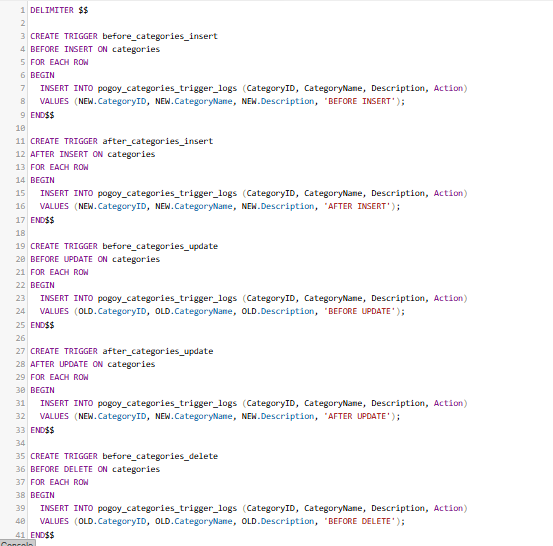 1 DELIMITER $$
2
3 CREATE TRIGGER before_categories_insert
4 BEFORE INSERT ON categories
5 FOR EACH ROW
6 BEGIN
7 INSERT INTO pogoy_categories_trigger_logs (CategoryID, CategoryName, Description, Action)
8 VALUES (NEW.CategoryID, NEW.CategoryName, NEW.Description, 'BEFORE INSERT');
9 END$$
10
11 CREATE TRIGGER after_categories_insert
12 AFTER INSERT ON categories
13 FOR EACH ROW
14 BEGIN
15 INSERT INTO pogoy_categories_trigger_logs (CategoryID, CategoryName, Description, Action)
16 VALUES (NEW.CategoryID, NEW.CategoryName, NEW.Description, 'AFTER INSERT');
17 END$$
18
19 CREATE TRIGGER before_categories_update
20 BEFORE UPDATE ON categories
21 FOR EACH ROW
22 BEGIN
23 INSERT INTO pogoy_categories_trigger_logs (CategoryID, CategoryName, Description, Action)
24 VALUES (OLD.CategoryID, OLD.CategoryName, OLD.Description, 'BEFORE UPDATE');
25 END$$
26
27 CREATE TRIGGER after_categories_update
28 AFTER UPDATE ON categories
29 FOR EACH ROW
30 BEGIN
31 INSERT INTO pogoy_categories_trigger_logs (CategoryID, CategoryName, Description, Action)
32 VALUES (NEW.CategoryID, NEW.CategoryName, NEW.Description, 'AFTER UPDATE');
33 END$$
34
35 CREATE TRIGGER before_categories_delete
36 BEFORE DELETE ON categories
37 FOR EACH ROW
38 BEGIN
39 INSERT INTO pogoy_categories_trigger_logs (CategoryID, CategoryName, Description, Action)
40 VALUES (OLD.CategoryID, OLD.CategoryName, OLD.Description, 'BEFORE DELETE');
41 END$$
Console